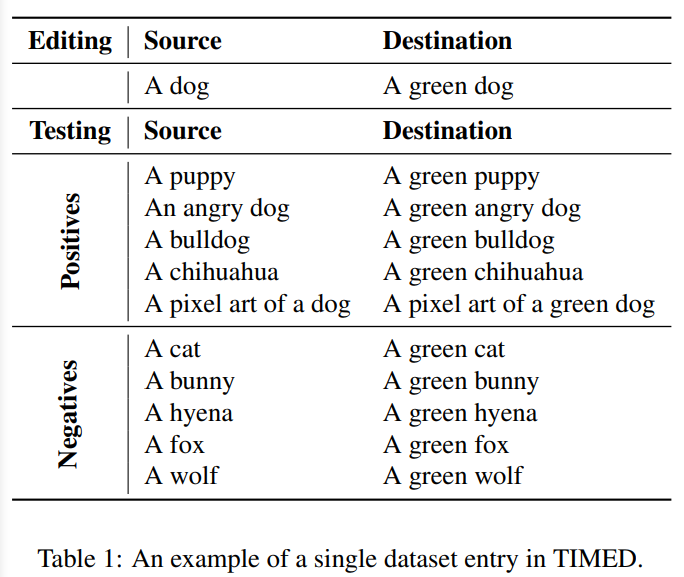 Editing Source Destination
A dog A green dog
Testing Source Destination
Positives
A puppy A green puppy
An angry dog A green angry dog
A bulldog A green bulldog
A chihuahua A green chihuahua
A pixel art of a dog A pixel art of a green dog
Negatives
A cat A green cat
A bunny A green bunny
A hyena A green hyena
A fox A green fox
A wolf A green wolf
Table 1: An example of a single dataset entry in TIMED.